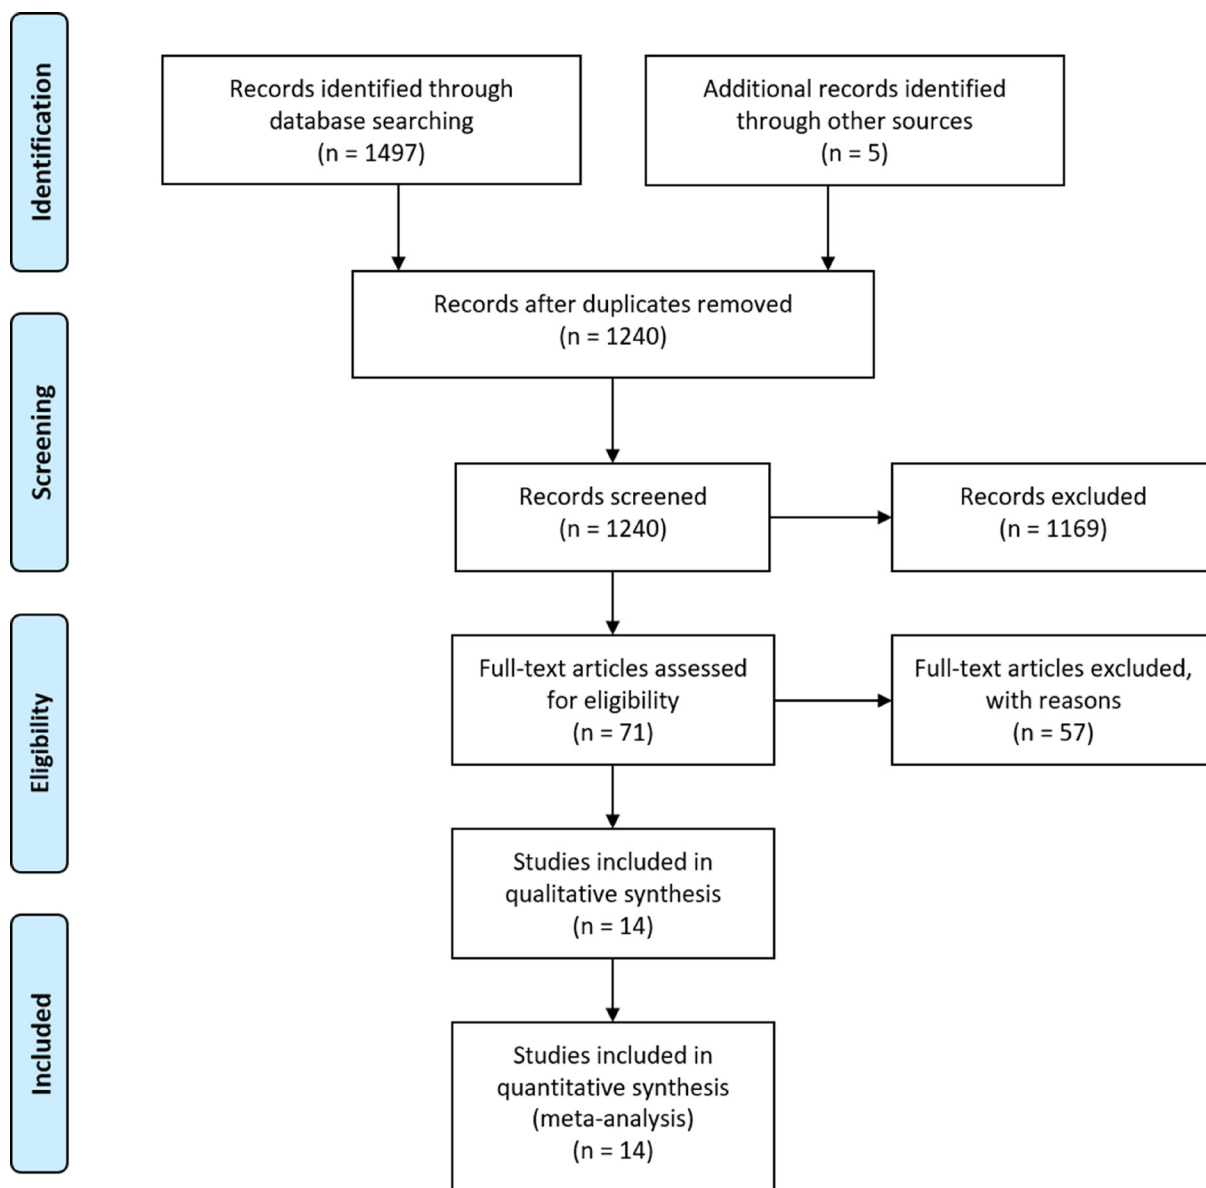 Identification
Records identified through
database searching
(n = 1497)
Additional records identified
through other sources
(n = 5)
Records after duplicates removed
(n = 1240)
Screening
Records screened
(n = 1240)
Records excluded
(n = 1169)
Eligibility
Full-text articles assessed
for eligibility
(n = 71)
Full-text articles excluded,
with reasons
(n = 57)
Studies included in
qualitative synthesis
(n = 14)
Included
Studies included in
quantitative synthesis
(meta-analysis)
(n = 14)